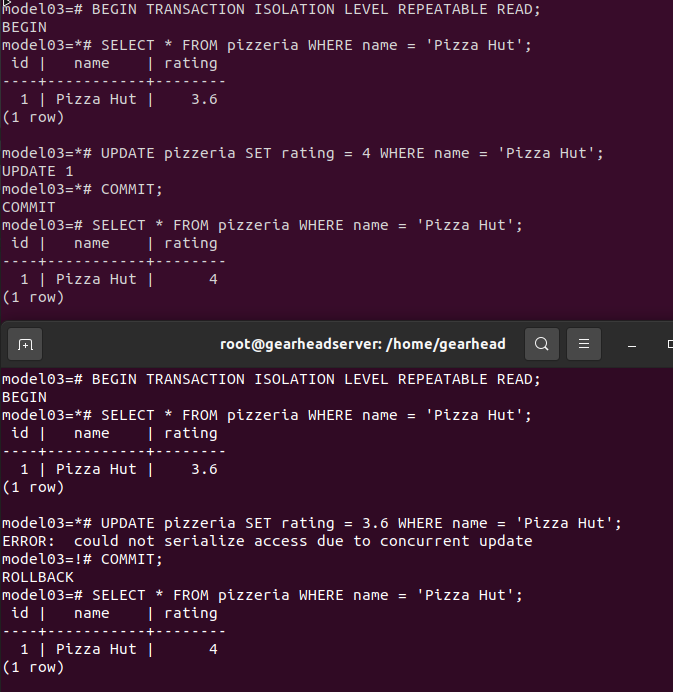 model03=# BEGIN TRANSACTION ISOLATION LEVEL REPEATABLE READ;
BEGIN
model03=*# SELECT * FROM pizzeria WHERE name = 'Pizza Hut';
 id |   name    | rating
----+-----------+--------
  1 | Pizza Hut |    3.6
(1 row)

model03=*# UPDATE pizzeria SET rating = 4 WHERE name = 'Pizza Hut';
UPDATE 1
model03=*# COMMIT;
COMMIT
model03=# SELECT * FROM pizzeria WHERE name = 'Pizza Hut';
 id |   name    | rating
----+-----------+--------
  1 | Pizza Hut |      4
(1 row)

root@gearheadserver: /home/gearhead
model03=# BEGIN TRANSACTION ISOLATION LEVEL REPEATABLE READ;
BEGIN
model03=*# SELECT * FROM pizzeria WHERE name = 'Pizza Hut';
 id |   name    | rating
----+-----------+--------
  1 | Pizza Hut |    3.6
(1 row)

model03=*# UPDATE pizzeria SET rating = 3.6 WHERE name = 'Pizza Hut';
ERROR:  could not serialize access due to concurrent update
model03=!# COMMIT;
ROLLBACK
model03=# SELECT * FROM pizzeria WHERE name = 'Pizza Hut';
 id |   name    | rating
----+-----------+--------
  1 | Pizza Hut |      4
(1 row)